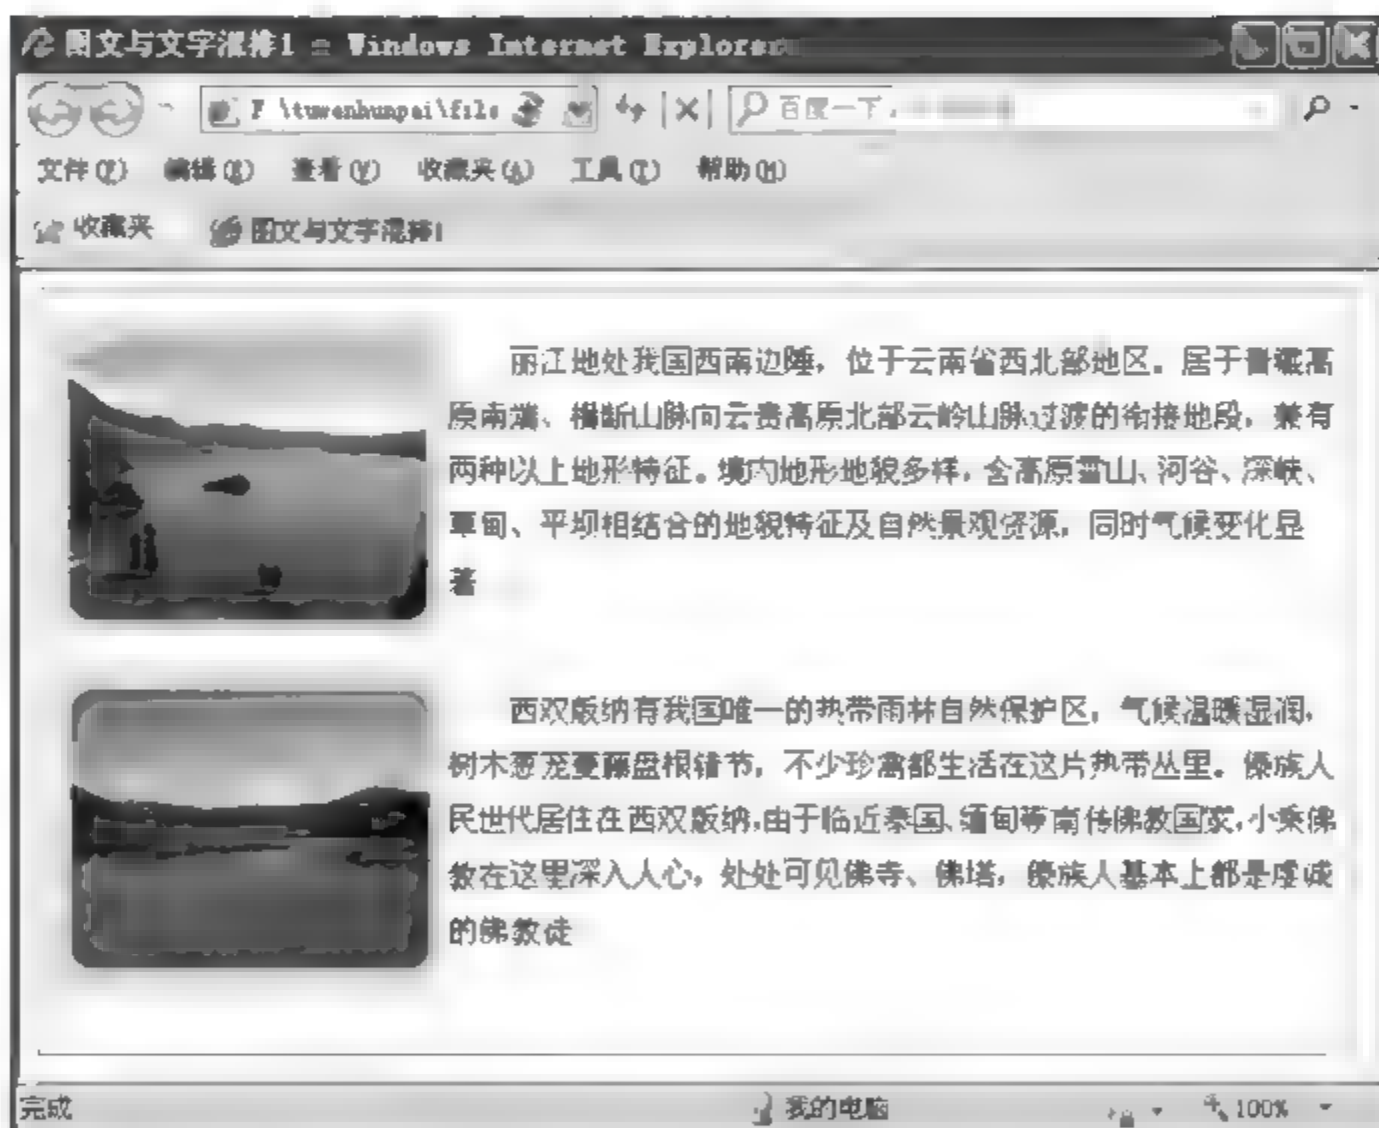 图文与文字混排1 - Windows Internet Explorer
F:\tuwenhunpai\file 百度一下,
文件(F) 编辑(E) 查看(V) 收藏夹(A) 工具(T) 帮助(H)
收藏夹 图文与文字混排1
丽江地处我国西南边陲，位于云南省西北部地区。居于青藏高
原南端、横断山脉向云贵高原北部云岭山脉过渡的衔接地段，兼有
两种以上地形特征。境内地形地貌多样，含高原雪山、河谷、深峡、
草甸、平坝相结合的地貌特征及自然景观资源，同时气候变化显
著
西双版纳有我国唯一的热带雨林自然保护区，气候温暖湿润，
树木葱茏蔓藤盘根错节，不少珍禽都生活在这片热带丛里。傣族人
民世代居住在西双版纳,由于临近泰国、缅甸等南传佛教国家,小乘佛
教在这里深入人心，处处可见佛寺、佛塔，傣族人基本上都是虔诚
的佛教徒
完成 我的电脑 100%